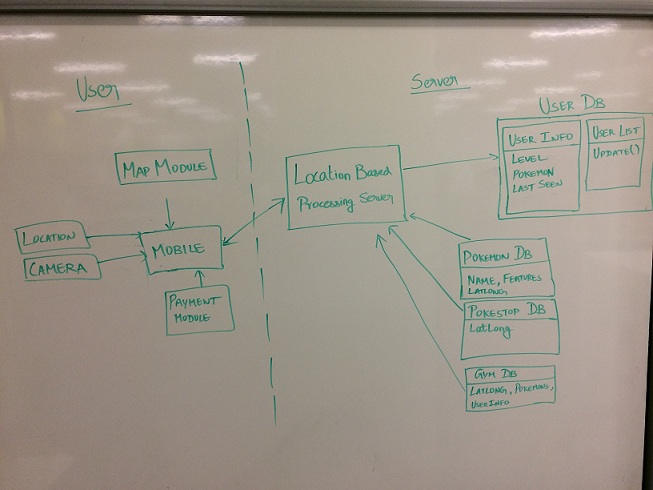 User
Server
Map Module
Location
Camera
Mobile
Payment
Module
Location Based
Processing Server
User DB
User Info
Level
Pokemon
Last Seen
User List
Update()
Pokemon DB
Name, Features
Latlong
Pokestop DB
LatLong
Gym DB
Latlong, Pokemons,
UserInfo